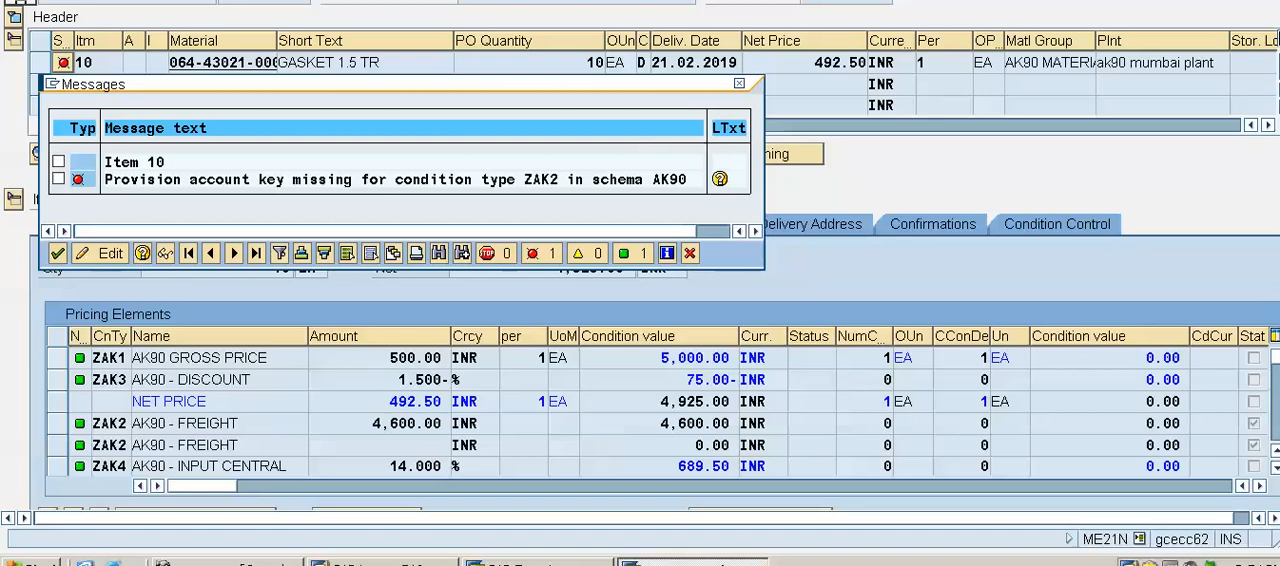 Header
S... Itm A I Material Short Text PO Quantity OUn C Deliv. Date Net Price Curre... Per OP... Matl Group Plnt Stor. Lo
10 064-43021-000 GASKET 1.5 TR 10 EA D 21.02.2019 492.50 INR 1 EA AK90 MATERI ak90 mumbai plant
INR
INR
Messages
Typ Message text LTxt
Item 10
Provision account key missing for condition type ZAK2 in schema AK90
Delivery Address Confirmations Condition Control
Edit STOP 0 1 0 1
Pricing Elements
N... CnTy Name Amount Crcy per UoM Condition value Curr. Status NumC... OUn CConDe Un Condition value CdCur Stat
ZAK1 AK90 GROSS PRICE 500.00 INR 1 EA 5,000.00 INR 1 EA 1 EA 0.00
ZAK3 AK90 - DISCOUNT 1.500- % 75.00- INR 0 0 0.00
NET PRICE 492.50 INR 1 EA 4,925.00 INR 1 EA 1 EA 0.00
ZAK2 AK90 - FREIGHT 4,600.00 INR 4,600.00 INR 0 0 0.00
ZAK2 AK90 - FREIGHT INR 0.00 INR 0 0 0.00
ZAK4 AK90 - INPUT CENTRAL 14.000 % 689.50 INR 0 0 0.00
ME21N gcecc62 INS